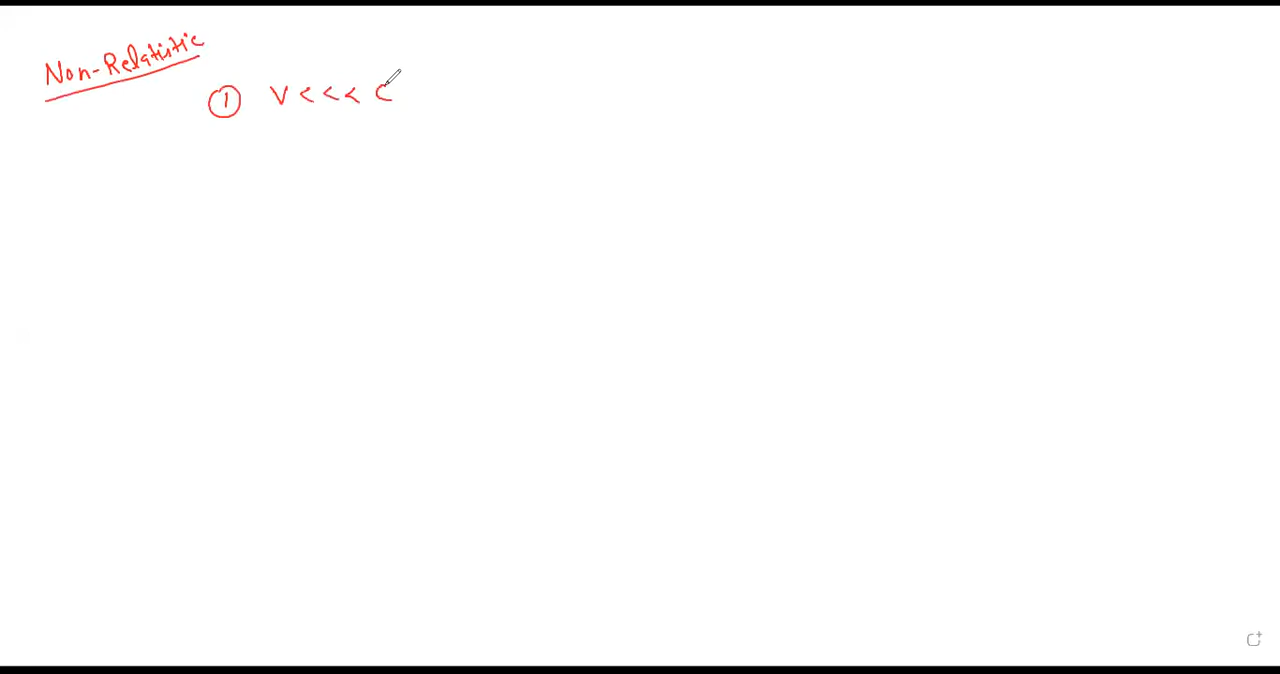 Non-Relatistic
① V < < < C